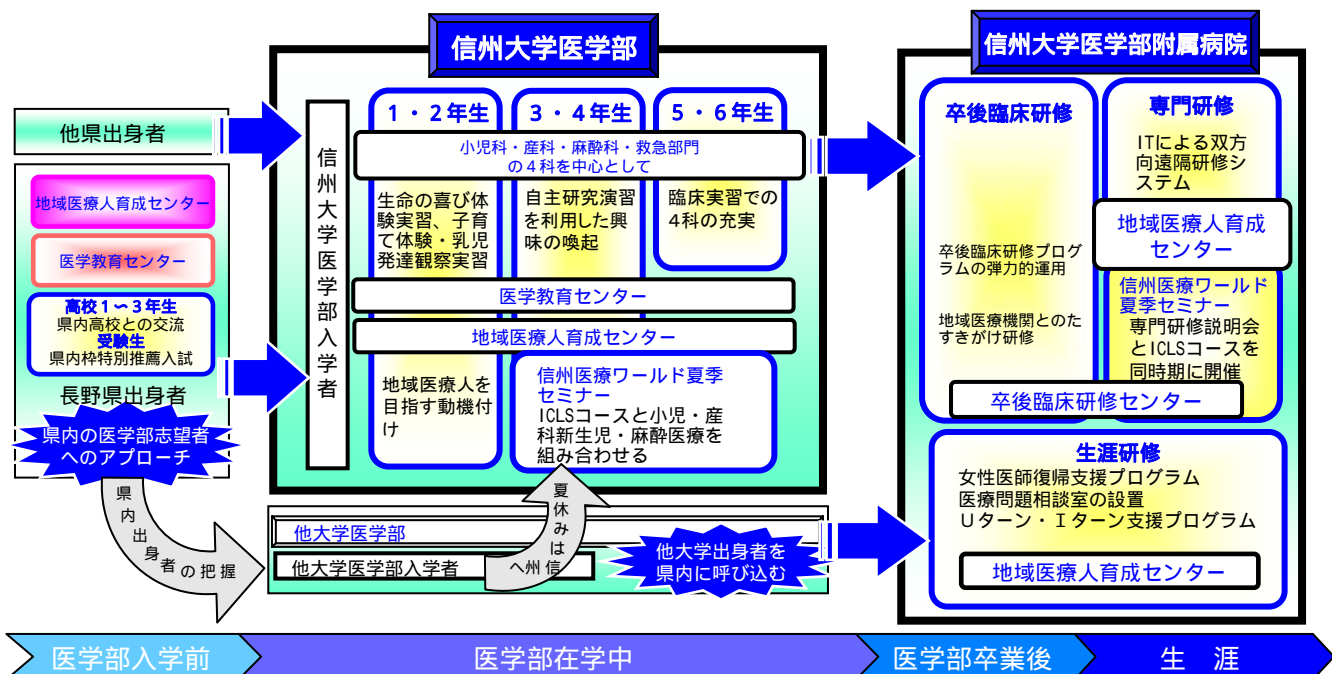 信州大学医学部
信州大学医学部附属病院
他県出身者
地域医療人育成センター
医学教育センター
高校1~3年生
県内高校との交流
受験生
県内枠特別推薦入試
長野県出身者
県内の医学部志望者
へのアプローチ
県内出身者の把握
信州大学医学部入学者
1・2年生
3・4年生
5・6年生
小児科・産科・麻酔科・救急部門
の4科を中心として
生命の喜び体
験実習、子育
て体験・乳児
発達観察実習
自主研究演習
を利用した興
味の喚起
臨床実習での
4科の充実
医学教育センター
地域医療人育成センター
地域医療人を
目指す動機付
け
信州医療ワールド夏季
セミナー
ICLSコースと小児・産
科新生児・麻酔医療を
組み合わせる
夏休みは信州へ
他大学医学部
他大学医学部入学者
他大学出身者を
県内に呼び込む
卒後臨床研修
卒後臨床研修プログ
ラムの弾力的運用
地域医療機関とのた
すきがけ研修
専門研修
ITによる双方
向遠隔研修シ
ステム
地域医療人育成
センター
信州医療ワールド
夏季セミナー
専門研修説明会
とICLSコースを
同時期に開催
卒後臨床研修センター
生涯研修
女性医師復帰支援プログラム
医療問題相談室の設置
Uターン・Iターン支援プログラム
地域医療人育成センター
医学部入学前
医学部在学中
医学部卒業後
生 涯